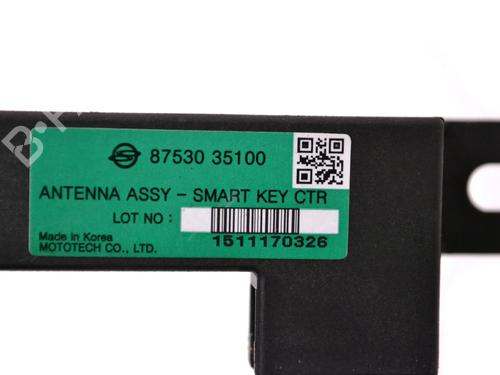 87530 35100
ANTENNA ASSY - SMART KEY CTR
LOT NO :
1511170326
Made in Korea
MOTOTECH CO., LTD.